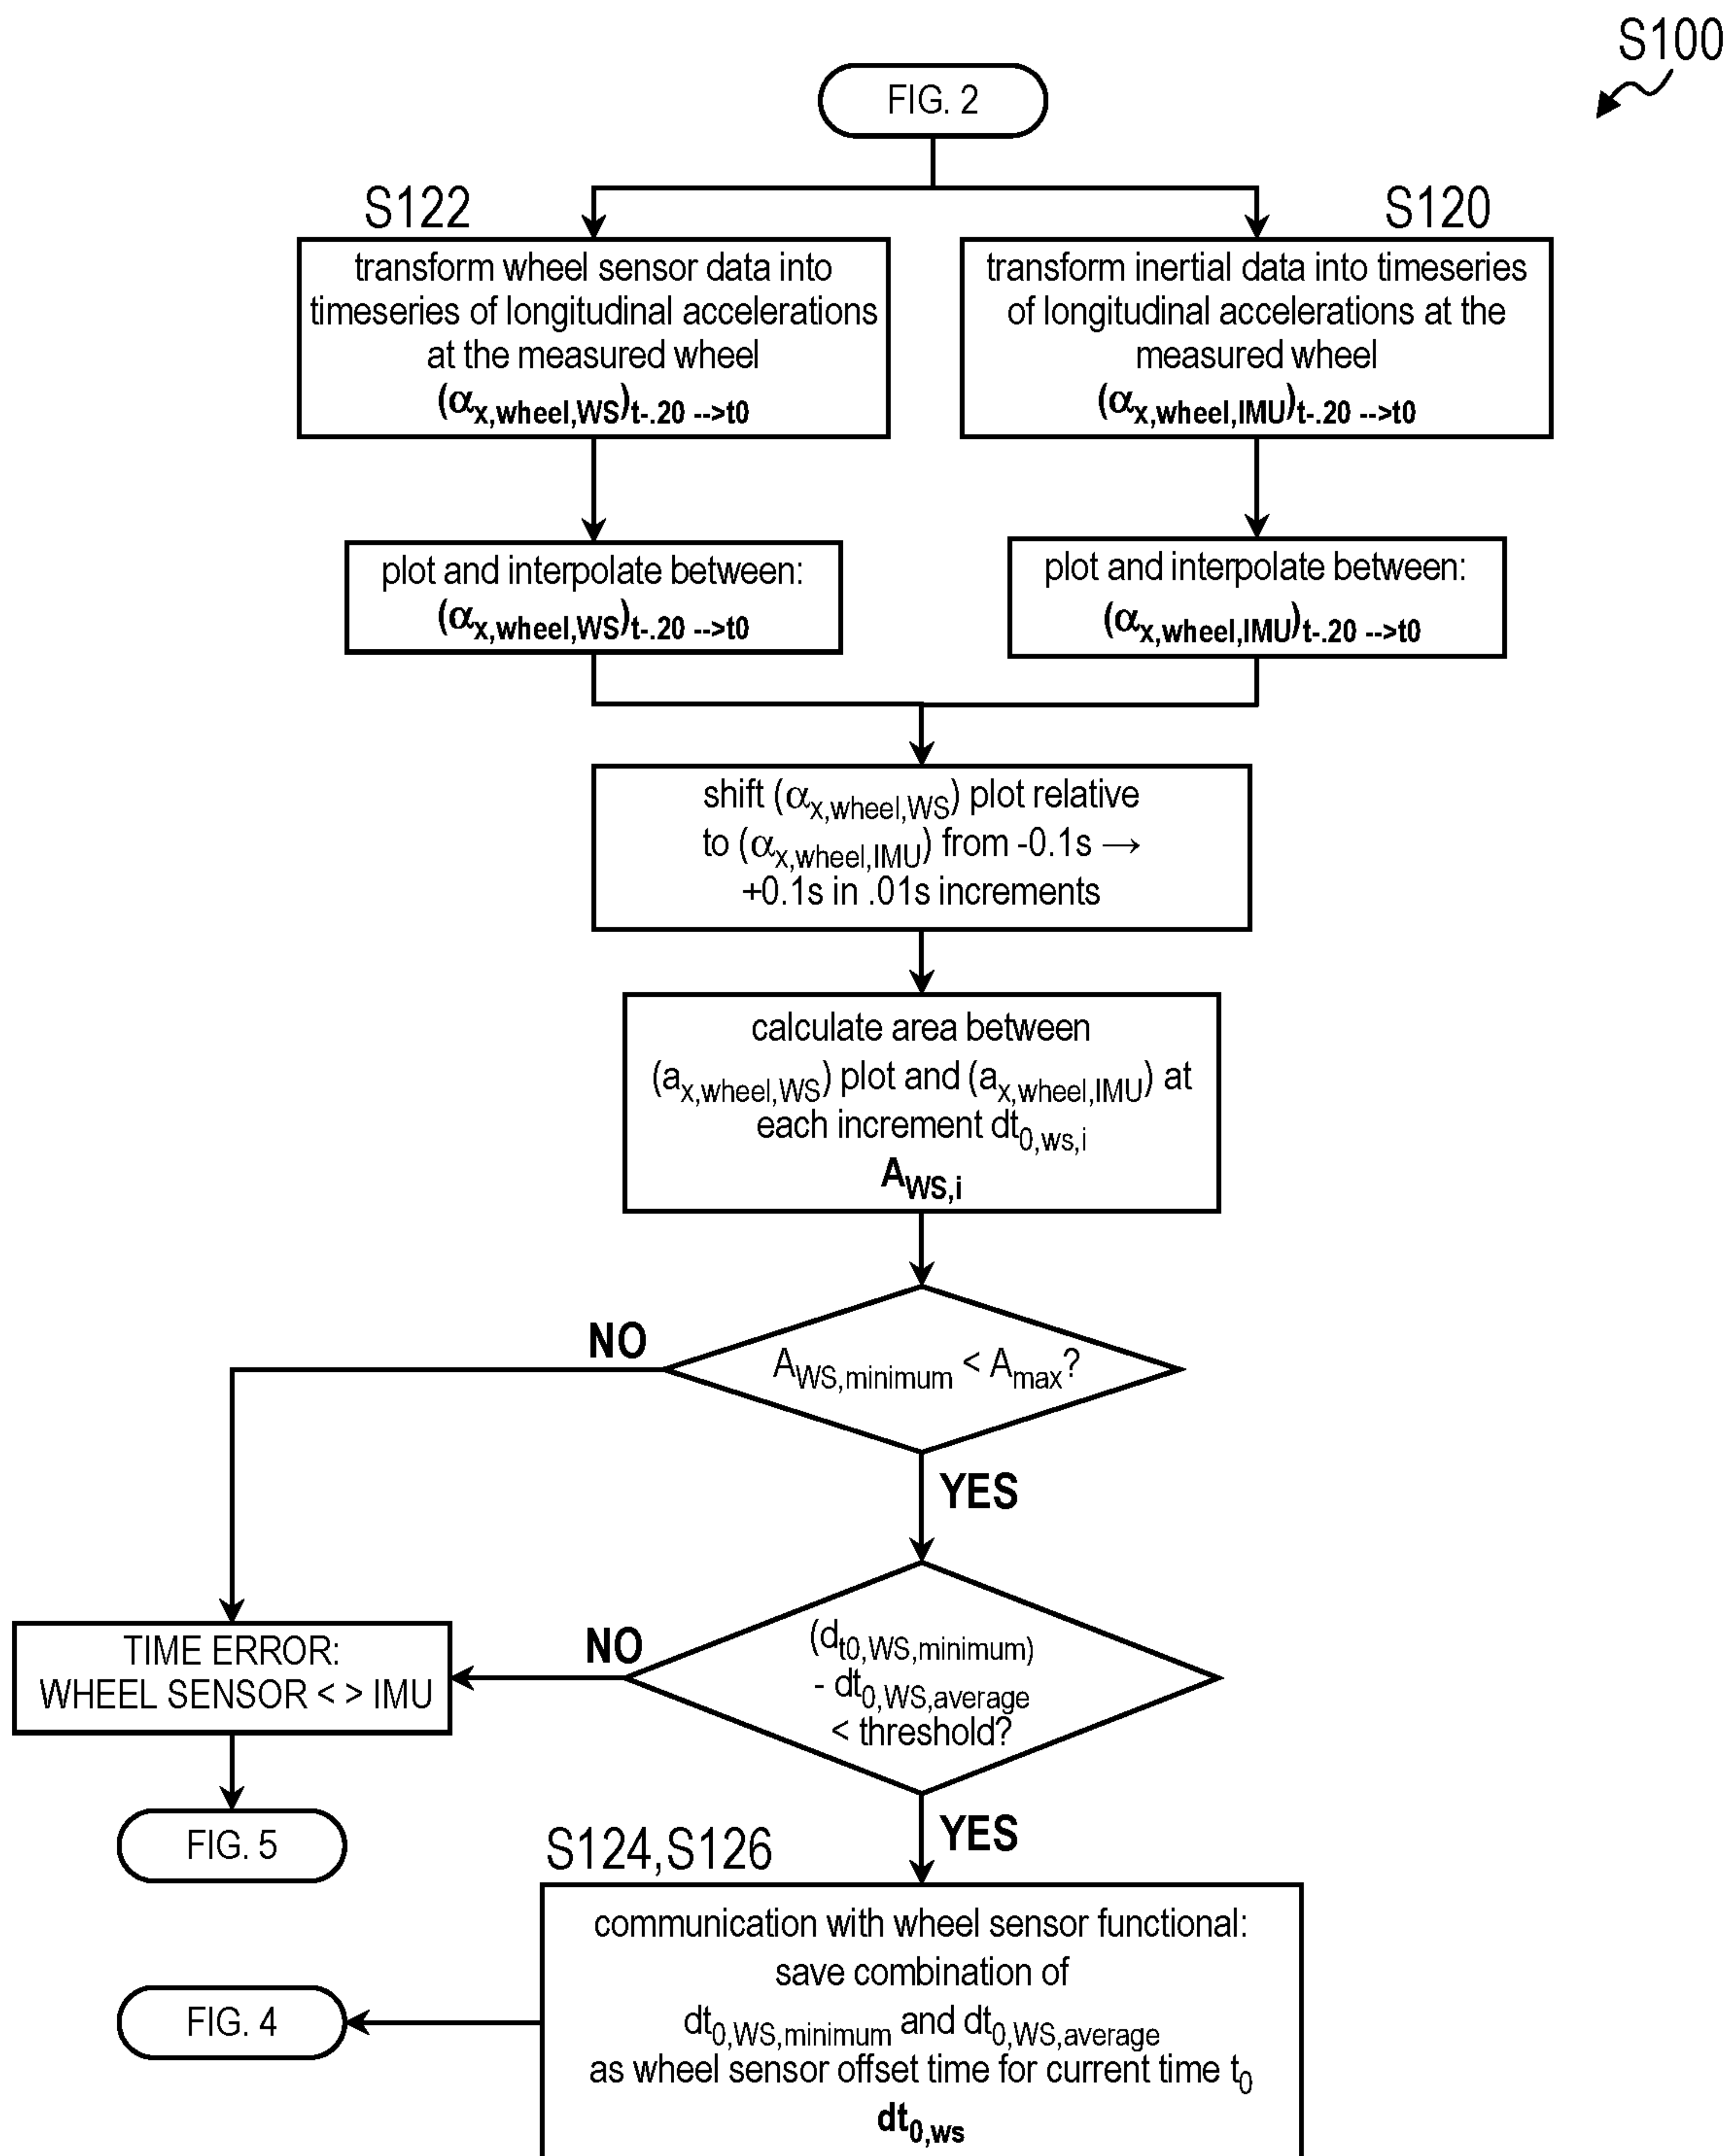 S100
FIG. 2
S122
transform wheel sensor data into
timeseries of longitudinal accelerations
at the measured wheel
(αx,wheel,WS)t-.20 -->t0
S120
transform inertial data into timeseries
of longitudinal accelerations at the
measured wheel
(αx,wheel,IMU)t-.20 -->t0
plot and interpolate between:
(αx,wheel,WS)t-.20 -->t0
plot and interpolate between:
(αx,wheel,IMU)t-.20 -->t0
shift (αx,wheel,WS) plot relative
to (αx,wheel,IMU) from -0.1s →
+0.1s in .01s increments
calculate area between
(ax,wheel,WS) plot and (ax,wheel,IMU) at
each increment dt0,ws,i
AWS,i
NO
AWS,minimum < Amax?
YES
TIME ERROR:
WHEEL SENSOR < > IMU
NO
(dt0,WS,minimum)
- dt0,WS,average
< threshold?
FIG. 5
YES
S124,S126
communication with wheel sensor functional:
save combination of
dt0,WS,minimum and dt0,WS,average
as wheel sensor offset time for current time t0
dt0,ws
FIG. 4